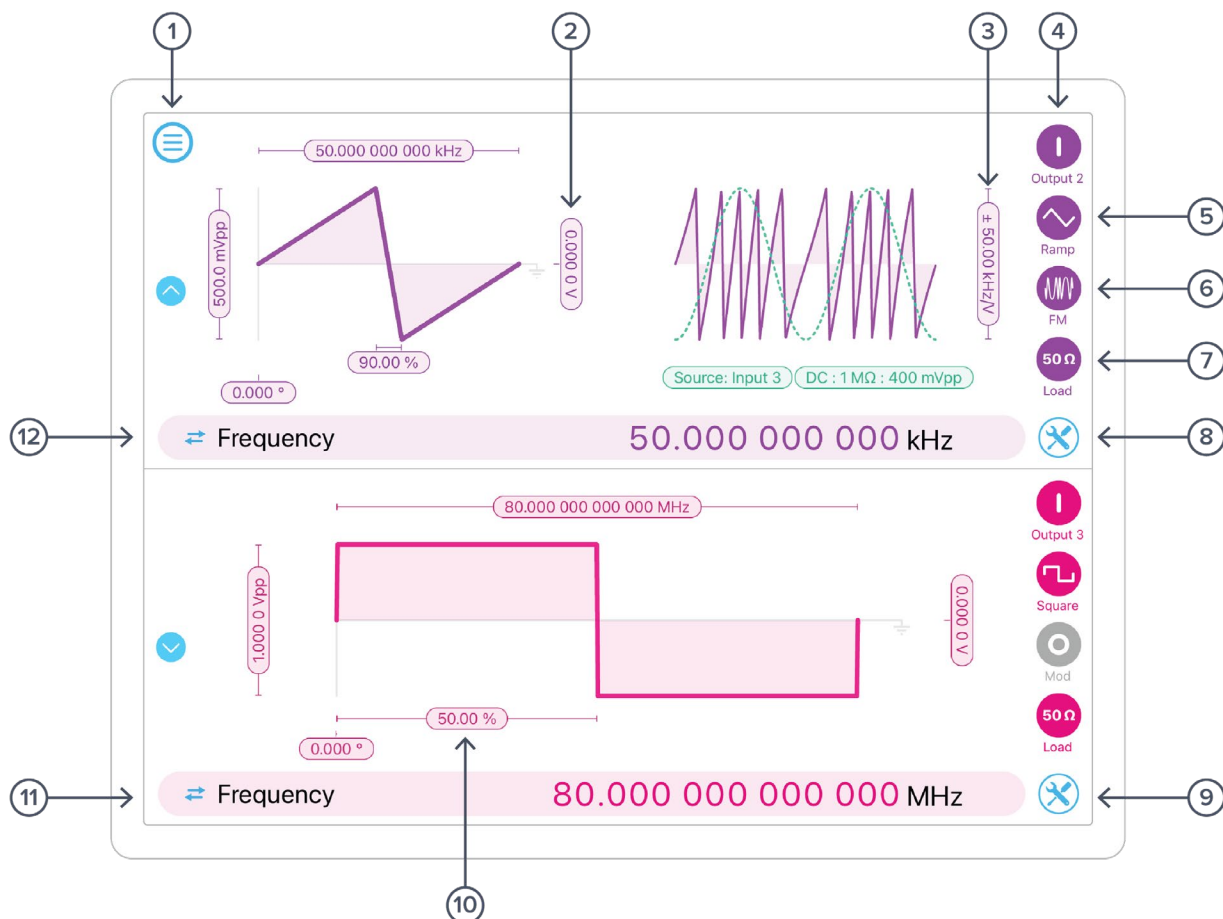 1
2
3
4
50.000 000 000 kHz
Output 2
500.0 mVpp
0.000 0 V
± 50.00 kHz/V
5
Ramp
6
FM
90.00 %
50 Ω
7
Source: Input 3
DC : 1 MΩ : 400 mVpp
Load
0.000 °
12
Frequency
50.000 000 000 kHz
8
80.000 000 000 000 MHz
Output 3
1.000 0 Vpp
0.000 0 V
Square
Mod
50.00 %
50 Ω
0.000 °
Load
11
Frequency
80.000 000 000 000 MHz
9
10